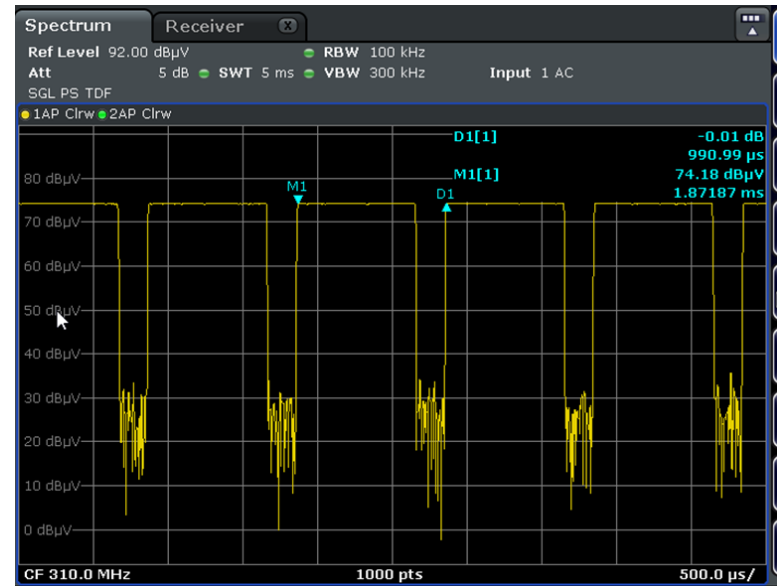 Spectrum Receiver
Ref Level 92.00 dBµV RBW 100 kHz
Att 5 dB SWT 5 ms VBW 300 kHz Input 1 AC
SGL PS TDF
1AP Clrw 2AP Clrw
D1[1] -0.01 dB
990.99 µs
80 dBµV M1[1] 74.18 dBµV
M1 D1 1.87187 ms
70 dBµV
60 dBµV
50 dBµV
40 dBµV
30 dBµV
20 dBµV
10 dBµV
0 dBµV
CF 310.0 MHz 1000 pts 500.0 µs/